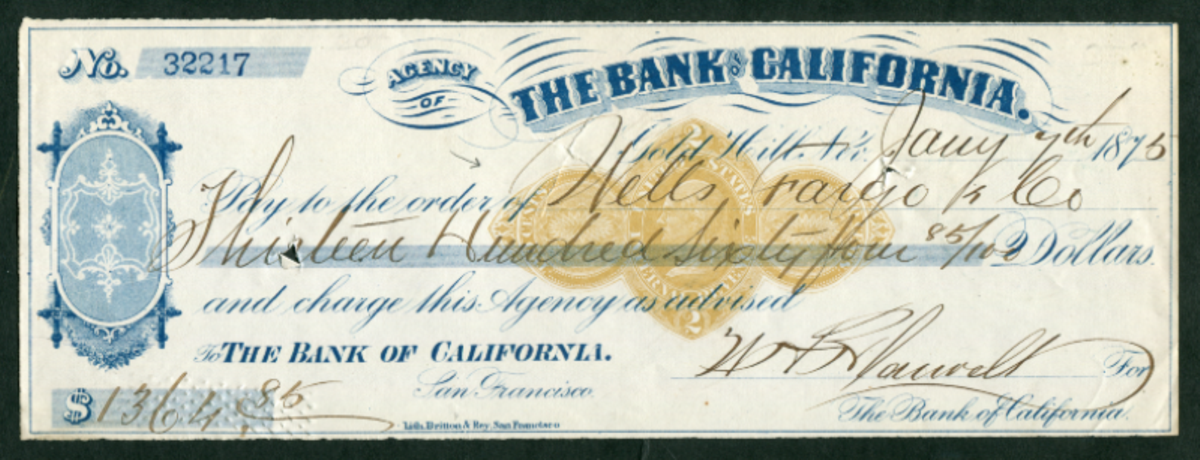 No. 32217
AGENCY OF THE BANK OF CALIFORNIA.
Gold Hill, Nv. Jany 7th 1875
Pay to the order of Wells Fargo & Co
Thirteen Hundred Sixty four 85/100 Dollars.
and charge this Agency as advised
To THE BANK OF CALIFORNIA.
San Francisco.
For
$1364.85
The Bank of California.
Lith. Britton & Rey, San Francisco